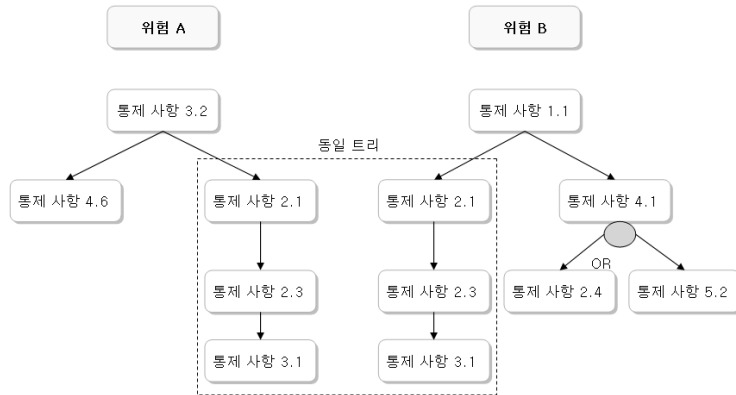 위험 A
위험 B
통제 사항 3.2
통제 사항 1.1
동일 트리
통제 사항 4.6
통제 사항 2.1
통제 사항 2.1
통제 사항 4.1
OR
통제 사항 2.3
통제 사항 2.3
통제 사항 2.4
통제 사항 5.2
통제 사항 3.1
통제 사항 3.1